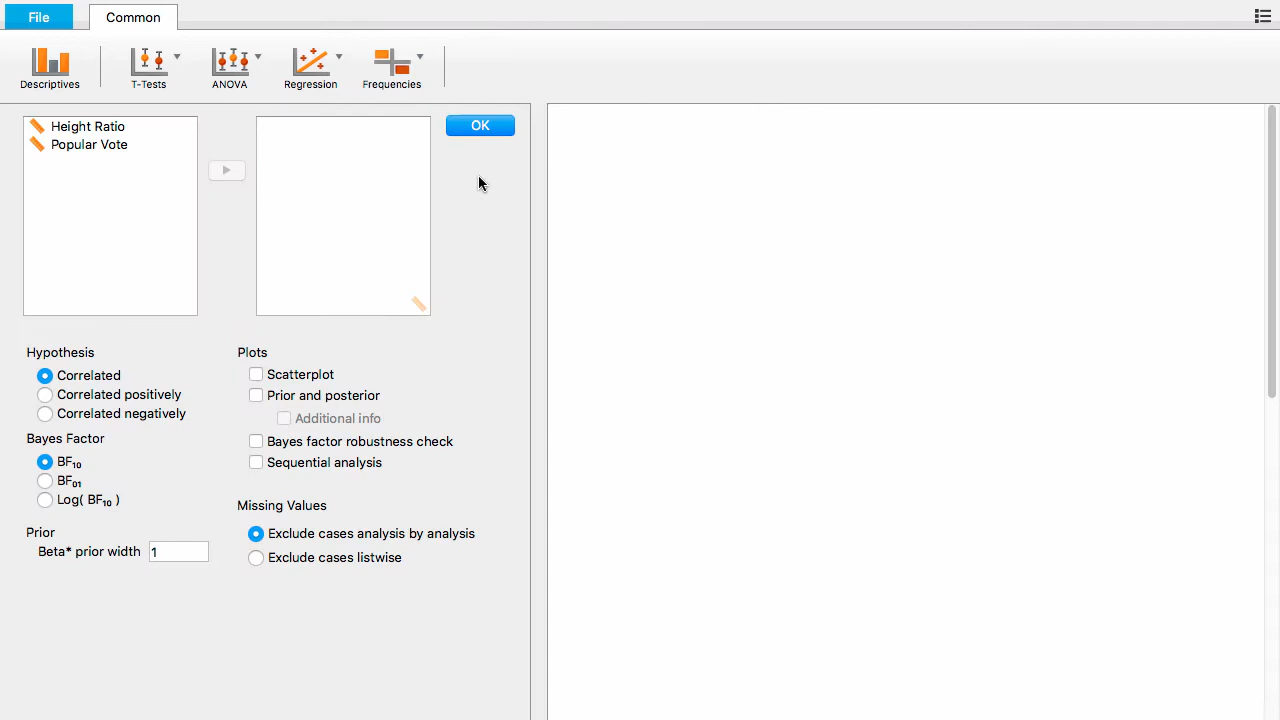 File
Common
Descriptives
T-Tests
ANOVA
Regression
Frequencies
Height Ratio
Popular Vote
OK
Hypothesis
Correlated
Correlated positively
Correlated negatively
Bayes Factor
BF₁₀
BF₀₁
Log( BF₁₀ )
Prior
Beta* prior width 1
Plots
Scatterplot
Prior and posterior
Additional info
Bayes factor robustness check
Sequential analysis
Missing Values
Exclude cases analysis by analysis
Exclude cases listwise